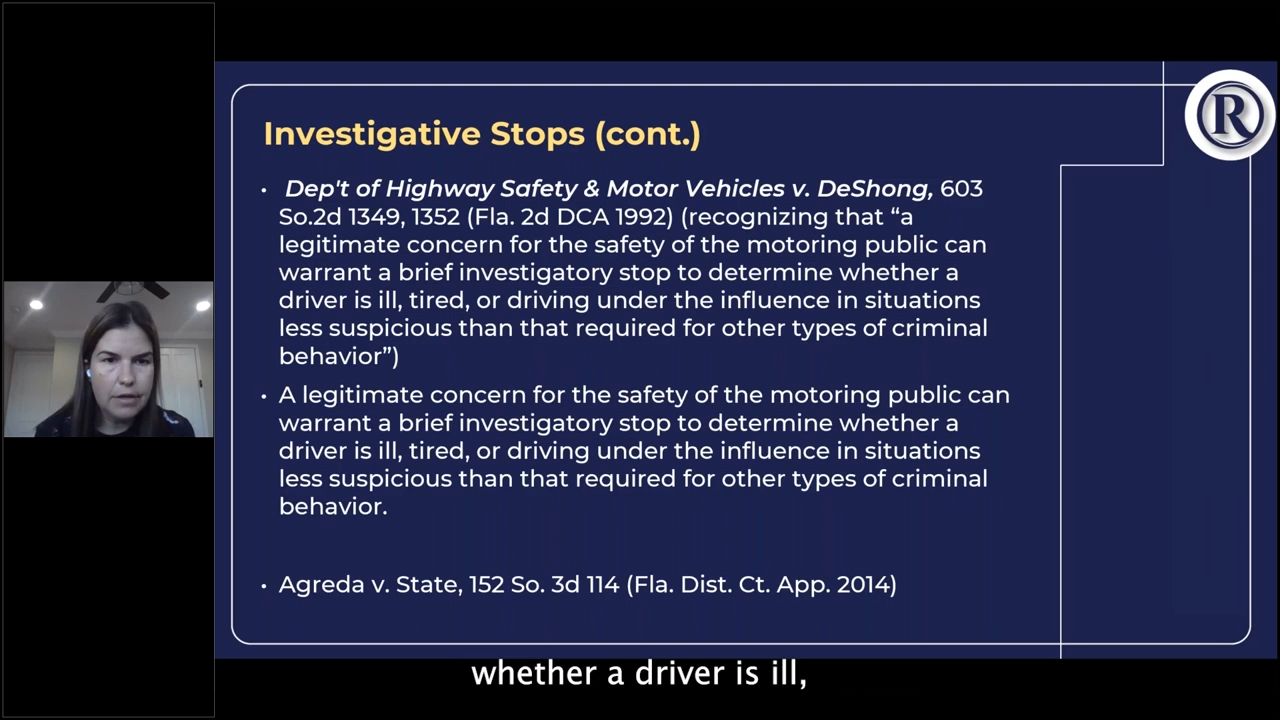 R
Investigative Stops (cont.)
• Dep't of Highway Safety & Motor Vehicles v. DeShong, 603
So.2d 1349, 1352 (Fla. 2d DCA 1992) (recognizing that “a
legitimate concern for the safety of the motoring public can
warrant a brief investigatory stop to determine whether a
driver is ill, tired, or driving under the influence in situations
less suspicious than that required for other types of criminal
behavior”)
• A legitimate concern for the safety of the motoring public can
warrant a brief investigatory stop to determine whether a
driver is ill, tired, or driving under the influence in situations
less suspicious than that required for other types of criminal
behavior.
• Agreda v. State, 152 So. 3d 114 (Fla. Dist. Ct. App. 2014)
whether a driver is ill,